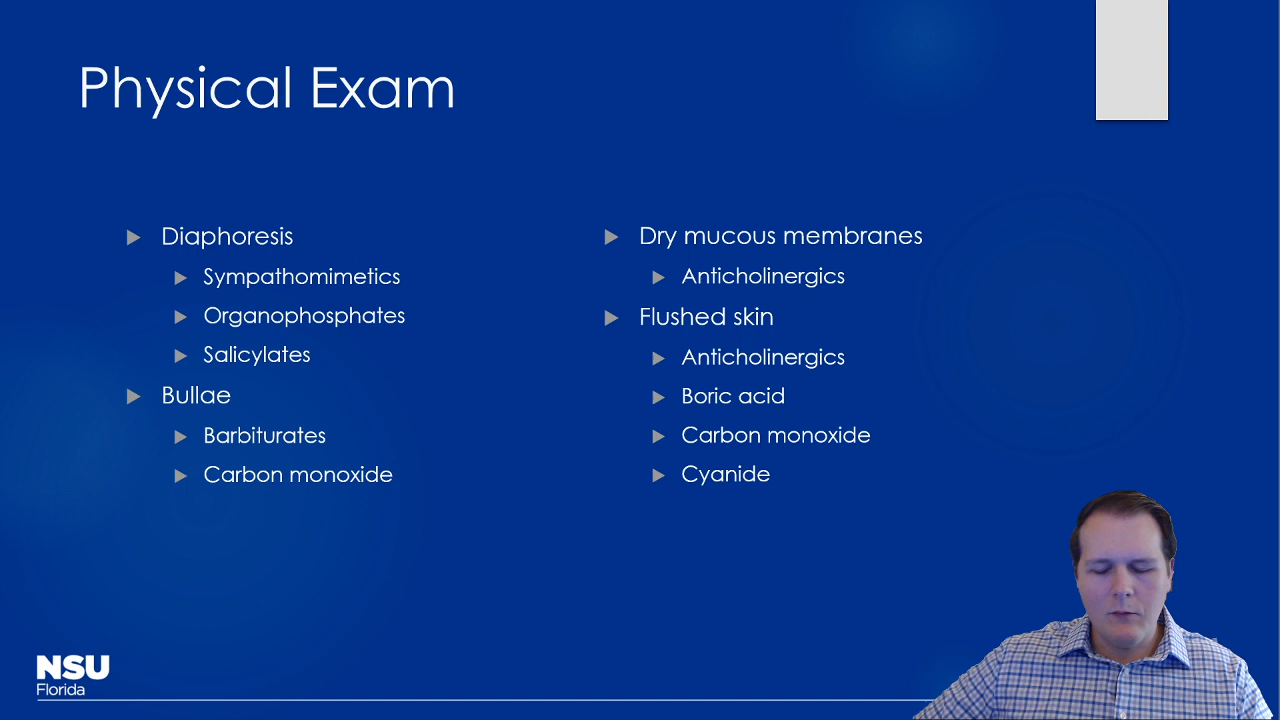 Physical Exam
Diaphoresis
Sympathomimetics
Organophosphates
Salicylates
Bullae
Barbiturates
Carbon monoxide
Dry mucous membranes
Anticholinergics
Flushed skin
Anticholinergics
Boric acid
Carbon monoxide
Cyanide
NSU
Florida